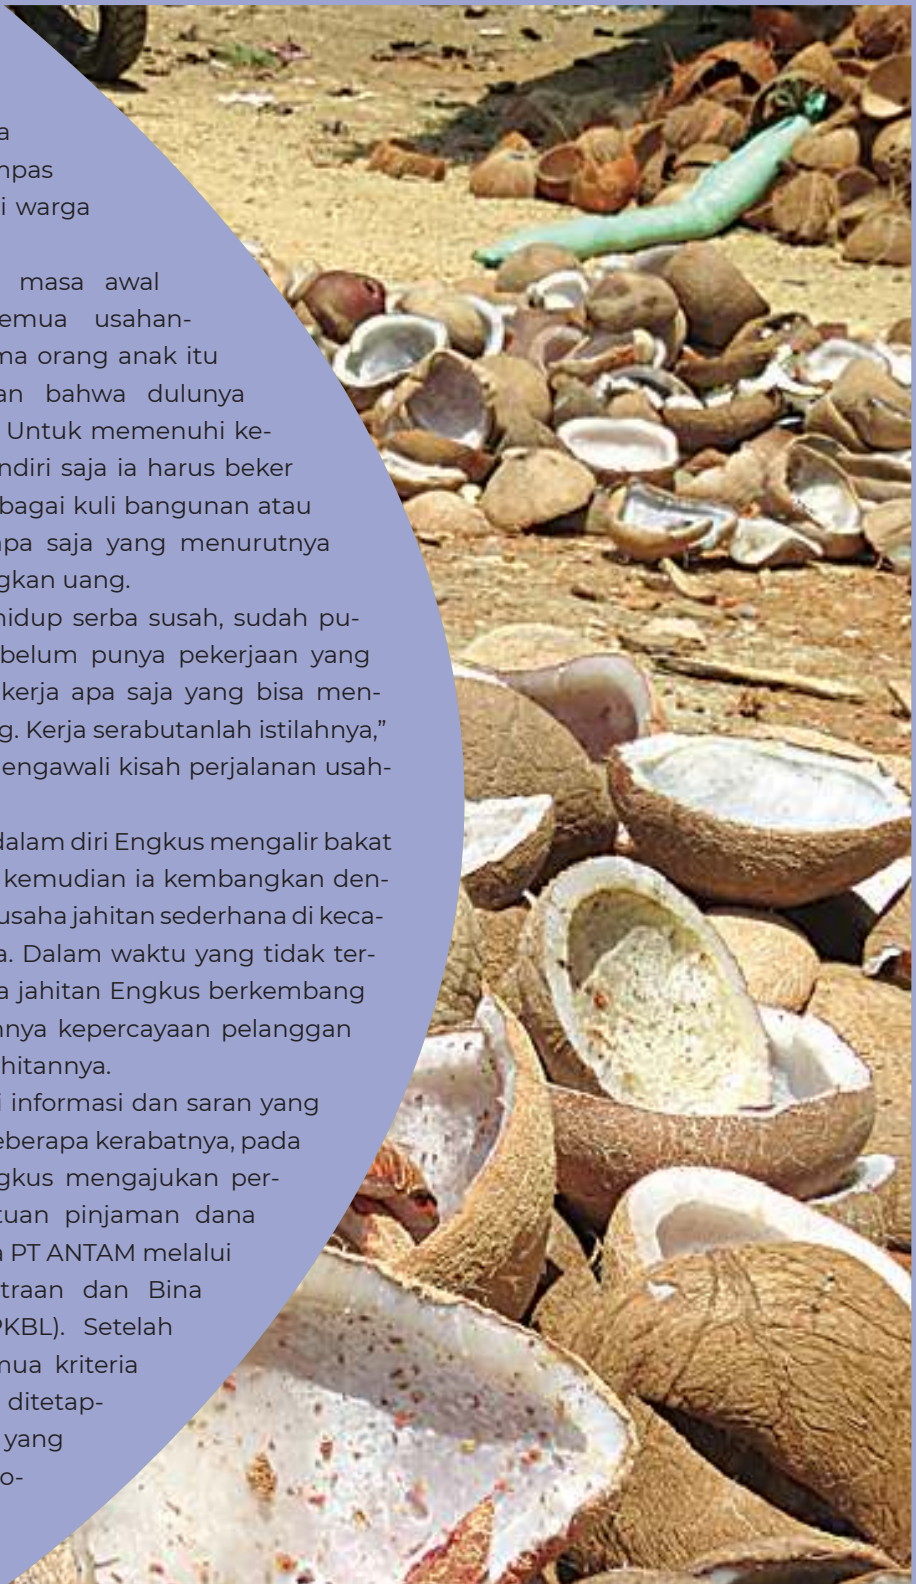 a
mpas
i warga
masa awal
emua usahan-
ma orang anak itu
an bahwa dulunya
Untuk memenuhi ke-
ndiri saja ia harus beker
bagai kuli bangunan atau
apa saja yang menurutnya
gkan uang.
hidup serba susah, sudah pu-
belum punya pekerjaan yang
kerja apa saja yang bisa men-
g. Kerja serabutanlah istilahnya,”
engawali kisah perjalanan usah-
dalam diri Engkus mengalir bakat
kemudian ia kembangkan den-
usaha jahitan sederhana di keca-
a. Dalam waktu yang tidak ter-
a jahitan Engkus berkembang
nnya kepercayaan pelanggan
hitannya.
i informasi dan saran yang
eberapa kerabatnya, pada
gkus mengajukan per-
tuan pinjaman dana
a PT ANTAM melalui
traan dan Bina
PKBL). Setelah
mua kriteria
ditetap-
yang
o-